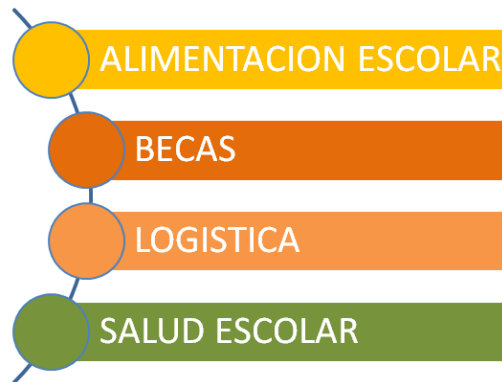 ALIMENTACION ESCOLAR
BECAS
LOGISTICA
SALUD ESCOLAR